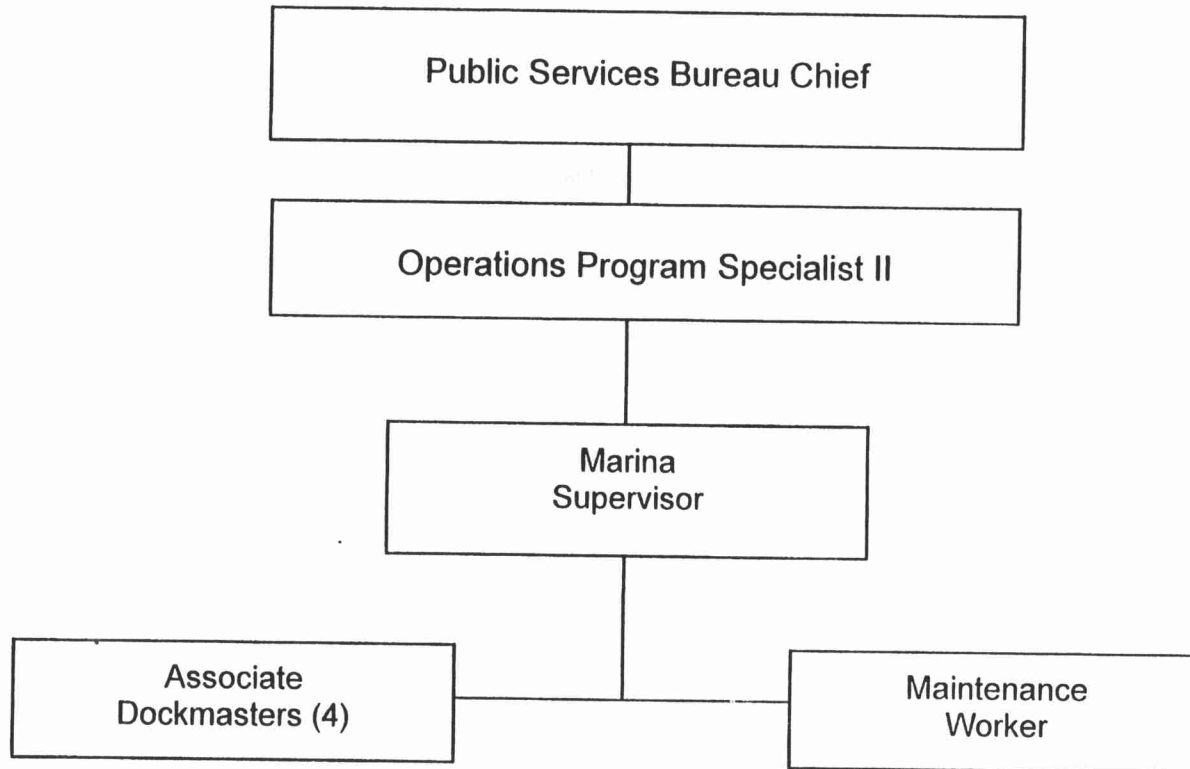 Public Services Bureau Chief
Operations Program Specialist II
Marina
Supervisor
Associate
Dockmasters (4)
Maintenance
Worker